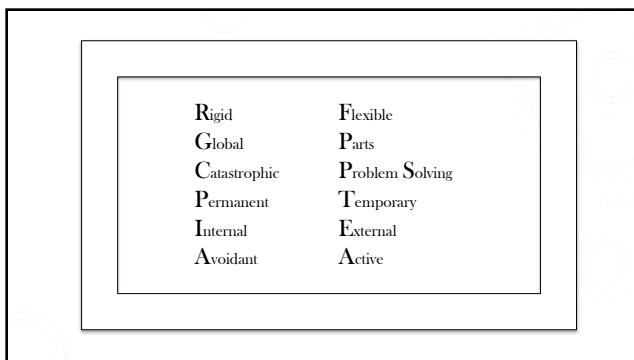 Rigid Flexible
Global Parts
Catastrophic Problem Solving
Permanent Temporary
Internal External
Avoidant Active